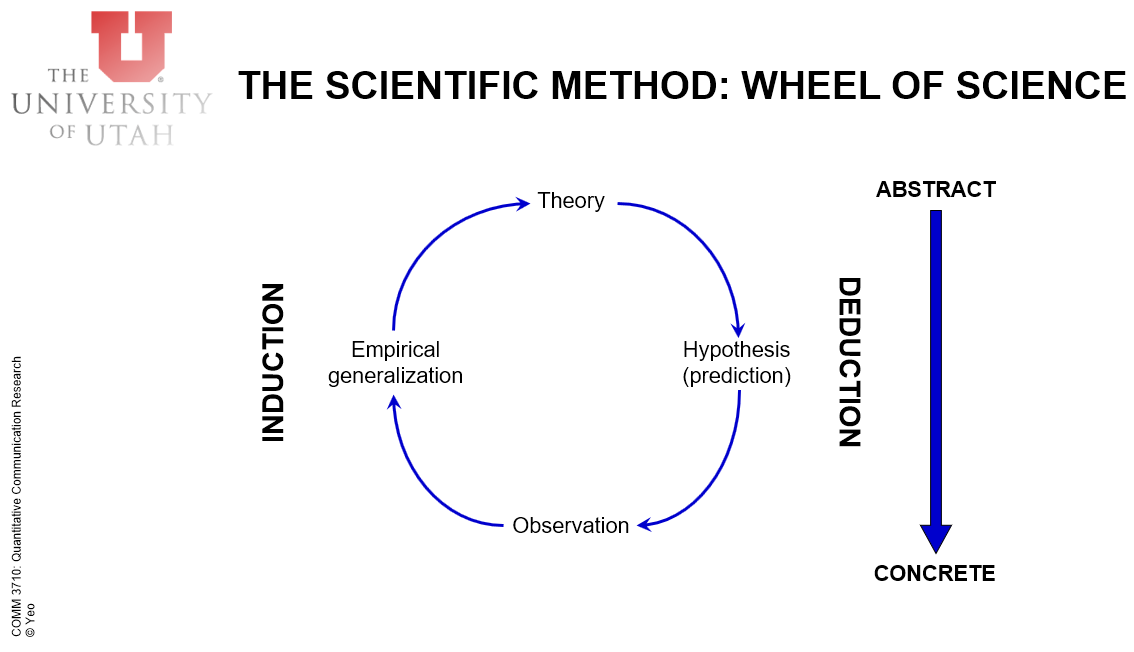 THE
UNIVERSITY
OF UTAH
®
THE SCIENTIFIC METHOD: WHEEL OF SCIENCE
Theory
Hypothesis
(prediction)
Observation
Empirical
generalization
INDUCTION
DEDUCTION
ABSTRACT
CONCRETE
COMM 3710: Quantitative Communication Research
© Yeo